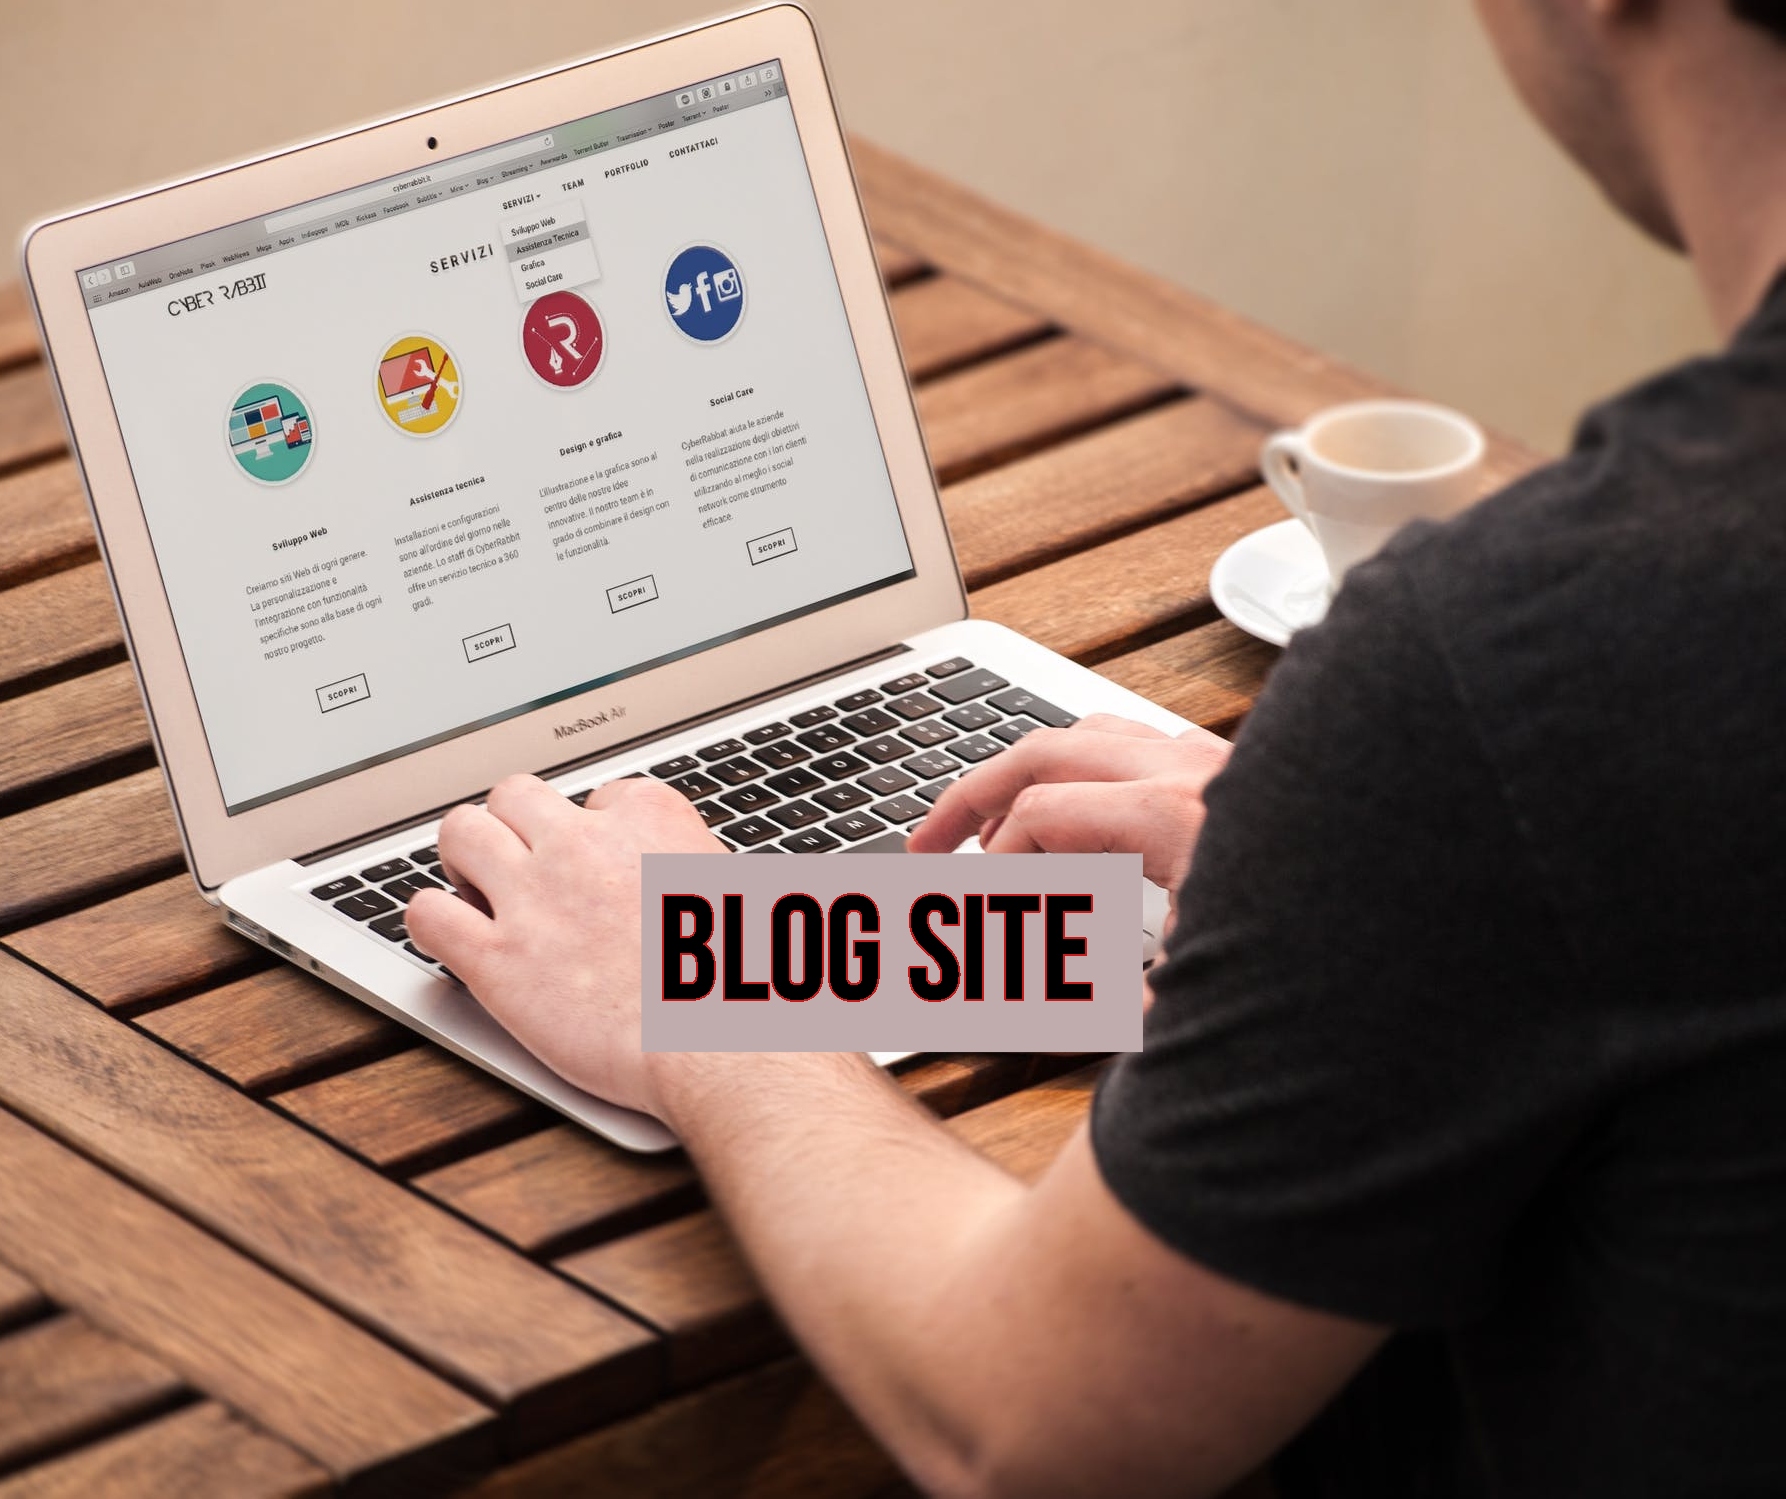 cyberrabbit.it
Amazon AulaWeb OneNote Plesk WebNews Mega Apple Indiegogo IMDb Kickass Facebook Subtitle Mine Blog Streaming Awwwards Torrent Butler Trasmission Poster Torrent Poster
CYBER RABBIT
SERVIZI TEAM PORTFOLIO CONTATTACI
Sviluppo Web
Assistenza Tecnica
Grafica
Social Care
SERVIZI
Sviluppo Web
Creiamo siti Web di ogni genere.
La personalizzazione e
l'integrazione con funzionalità
specifiche sono alla base di ogni
nostro progetto.
SCOPRI
Assistenza tecnica
Installazioni e configurazioni
sono all'ordine del giorno nelle
aziende. Lo staff di CyberRabbit
offre un servizio tecnico a 360
gradi.
SCOPRI
Design e grafica
L'illustrazione e la grafica sono al
centro delle nostre idee
innovative. Il nostro team è in
grado di combinare il design con
le funzionalità.
SCOPRI
Social Care
CyberRabbat aiuta le aziende
nella realizzazione degli obiettivi
di comunicazione con i lori clienti
utilizzando al meglio i social
network come strumento
efficace.
SCOPRI
MacBook Air
BLOG SITE